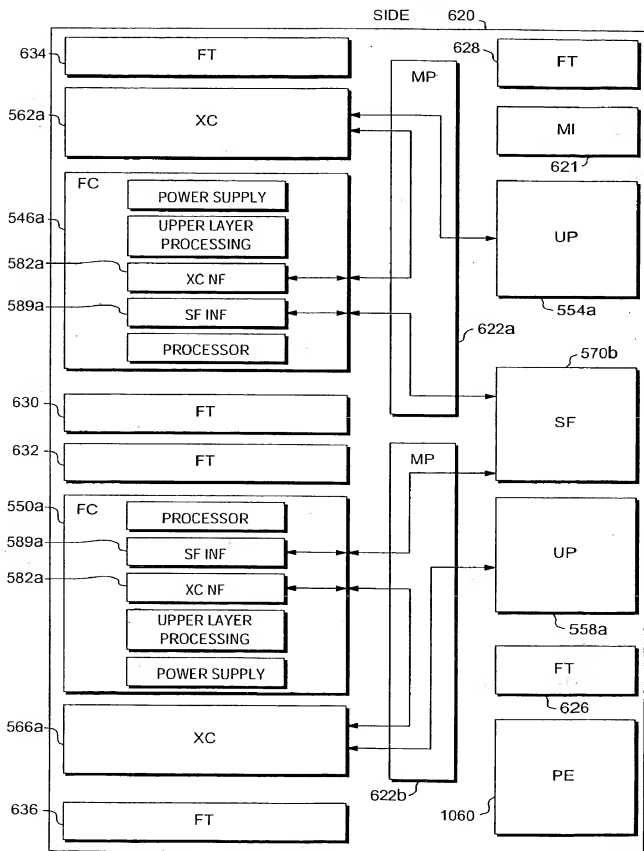 SIDE 620
634
FT
MP
628
FT
562a
XC
MI
621
546a
FC
POWER SUPPLY
UPPER LAYER
PROCESSING
582a
XC NF
589a
SF INF
PROCESSOR
UP
554a
622a
570b
630
FT
SF
632
FT
MP
550a
FC
PROCESSOR
589a
SF INF
582a
XC NF
UPPER LAYER
PROCESSING
POWER SUPPLY
UP
558a
FT
626
566a
XC
622b
PE
1060
636
FT